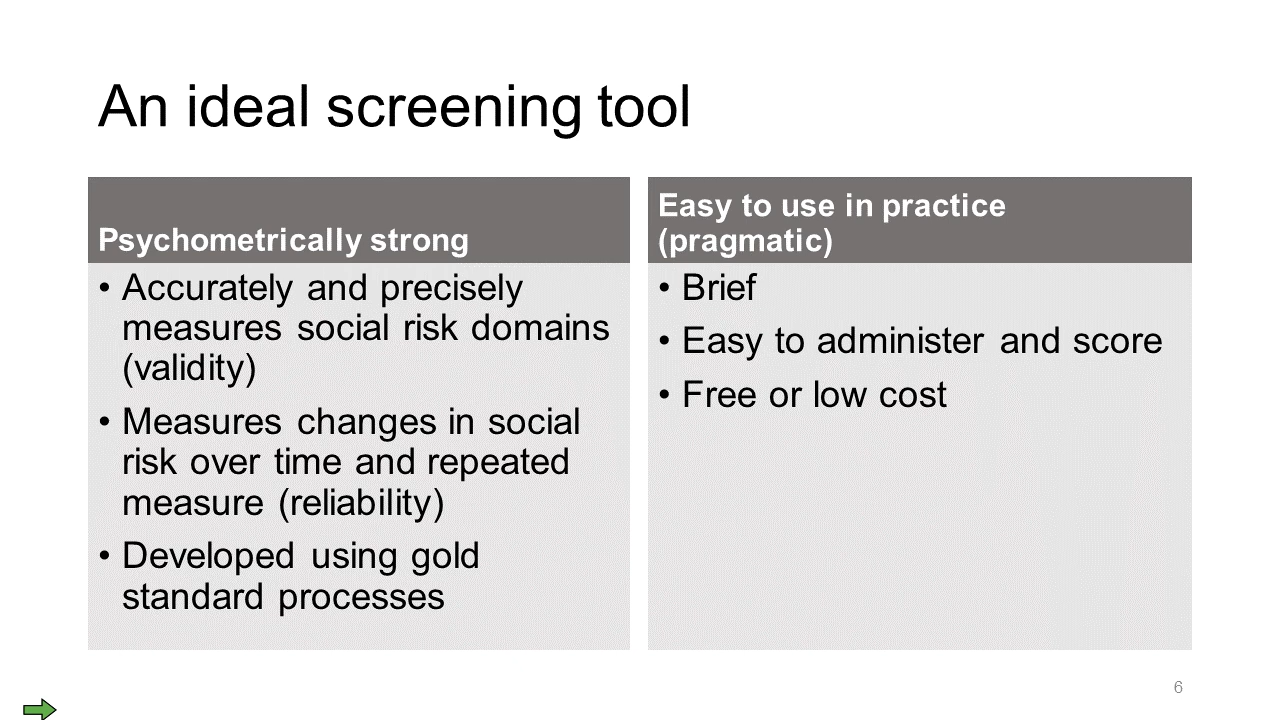 An ideal screening tool
Psychometrically strong
• Accurately and precisely
measures social risk domains
(validity)
• Measures changes in social
risk over time and repeated
measure (reliability)
• Developed using gold
standard processes
Easy to use in practice
(pragmatic)
• Brief
• Easy to administer and score
• Free or low cost
6